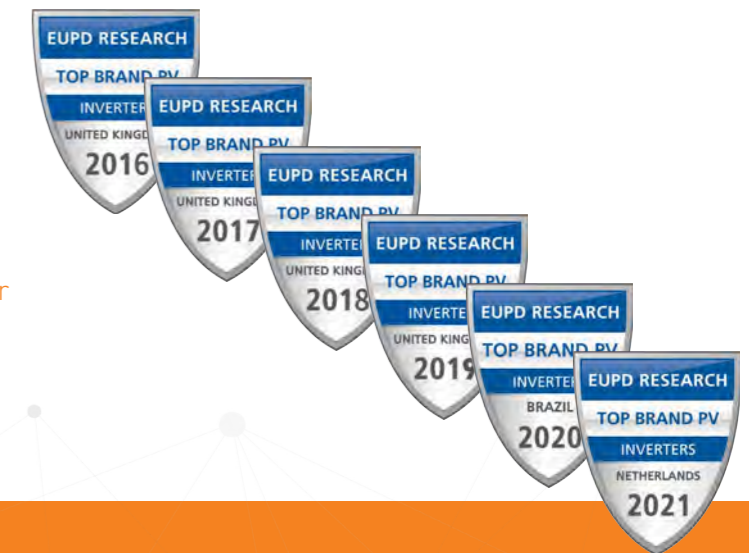 EUPD RESEARCH
TOP BRAND PV
INVERTER
UNITED KINGD
2016
EUPD RESEARCH
TOP BRAND PV
INVERTER
UNITED KINGD
2017
EUPD RESEARCH
TOP BRAND PV
INVERTE
UNITED KING
2018
EUPD RESEARCH
TOP BRAND PV
INVERTE
UNITED KING
2019
EUPD RESEARCH
TOP BRAND PV
INVERTE
BRAZIL
2020
EUPD RESEARCH
TOP BRAND PV
INVERTERS
NETHERLANDS
2021
r